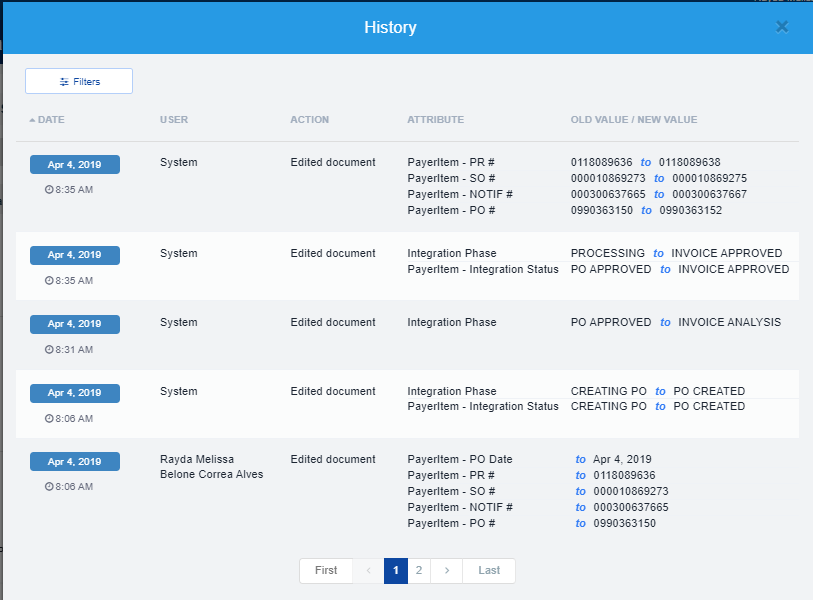 History
Filters
DATE USER ACTION ATTRIBUTE OLD VALUE / NEW VALUE
Apr 4, 2019 System Edited document PayerItem - PR # 0118089636 to 0118089638
PayerItem - SO # 000010869273 to 000010869275
8:35 AM PayerItem - NOTIF # 000300637665 to 000300637667
PayerItem - PO # 0990363150 to 0990363152
Apr 4, 2019 System Edited document Integration Phase PROCESSING to INVOICE APPROVED
PayerItem - Integration Status PO APPROVED to INVOICE APPROVED
8:35 AM
Apr 4, 2019 System Edited document Integration Phase PO APPROVED to INVOICE ANALYSIS
8:31 AM
Apr 4, 2019 System Edited document Integration Phase CREATING PO to PO CREATED
PayerItem - Integration Status CREATING PO to PO CREATED
8:06 AM
Apr 4, 2019 Rayda Melissa Edited document PayerItem - PO Date to Apr 4, 2019
Belone Correa Alves PayerItem - PR # to 0118089636
8:06 AM PayerItem - SO # to 000010869273
PayerItem - NOTIF # to 000300637665
PayerItem - PO # to 0990363150
First ‹ 1 2 › Last